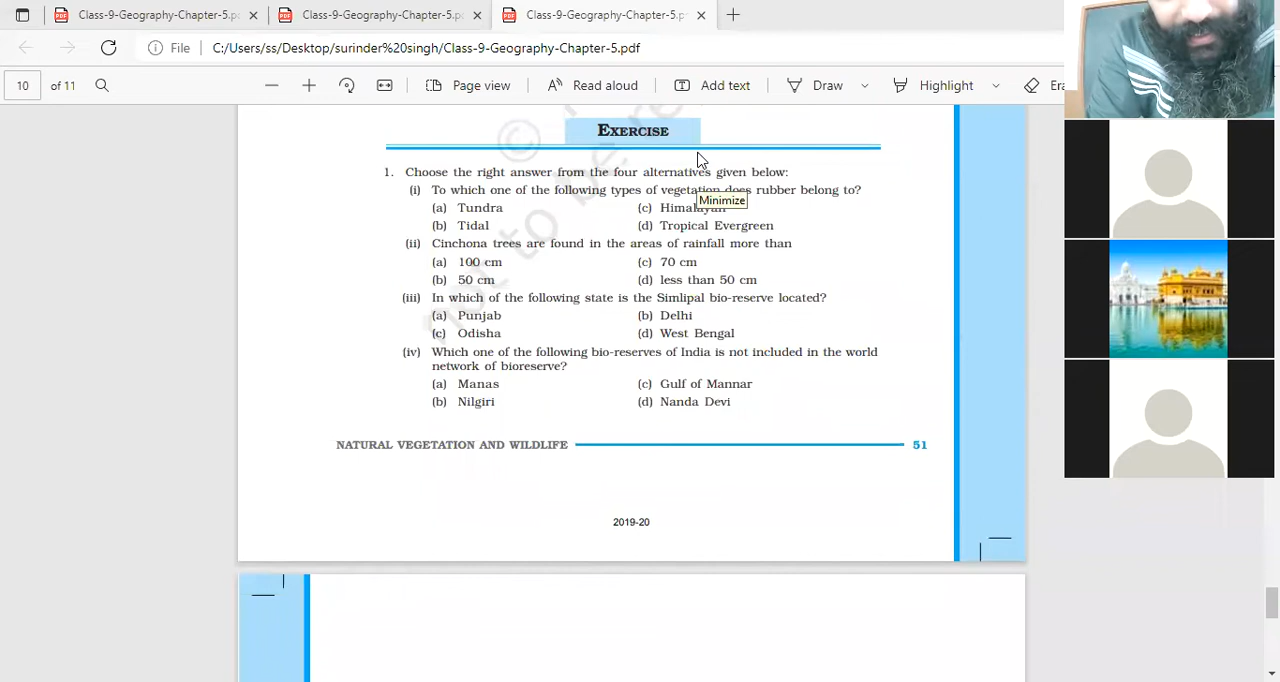 Class-9-Geography-Chapter-5.p
Class-9-Geography-Chapter-5.p
Class-9-Geography-Chapter-5.p
File C:/Users/ss/Desktop/surinder%20singh/Class-9-Geography-Chapter-5.pdf
10 of 11 Page view Read aloud Add text Draw Highlight Era
EXERCISE
1. Choose the right answer from the four alternatives given below:
(i) To which one of the following types of vegetation does rubber belong to?
Minimize
(a) Tundra (c) Himalayan
(b) Tidal (d) Tropical Evergreen
(ii) Cinchona trees are found in the areas of rainfall more than
(a) 100 cm (c) 70 cm
(b) 50 cm (d) less than 50 cm
(iii) In which of the following state is the Simlipal bio-reserve located?
(a) Punjab (b) Delhi
(c) Odisha (d) West Bengal
(iv) Which one of the following bio-reserves of India is not included in the world
network of bioreserve?
(a) Manas (c) Gulf of Mannar
(b) Nilgiri (d) Nanda Devi
NATURAL VEGETATION AND WILDLIFE 51
2019-20
© not to be re